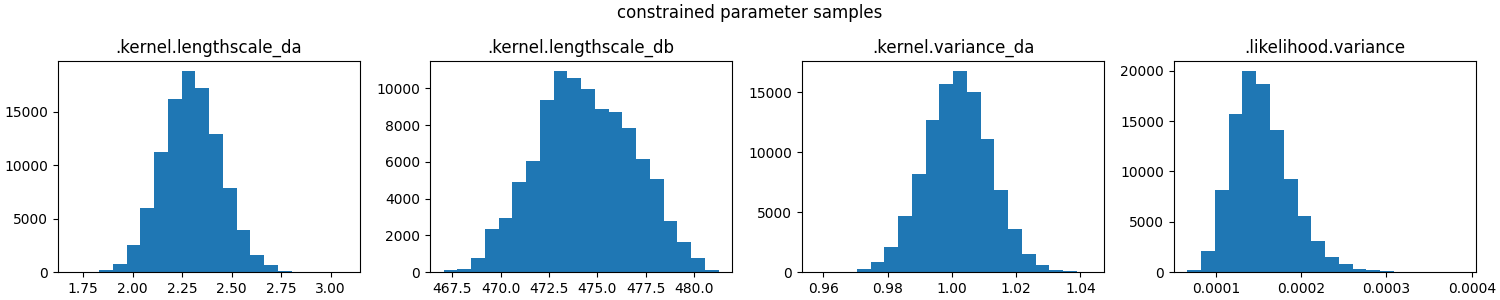 constrained parameter samples
.kernel.lengthscale_da
.kernel.lengthscale_db
.kernel.variance_da
.likelihood.variance
15000
10000
5000
0
1.75 2.00 2.25 2.50 2.75 3.00
10000
8000
6000
4000
2000
0
467.5 470.0 472.5 475.0 477.5 480.0
15000
10000
5000
0
0.96 0.98 1.00 1.02 1.04
20000
15000
10000
5000
0
0.0001 0.0002 0.0003 0.0004